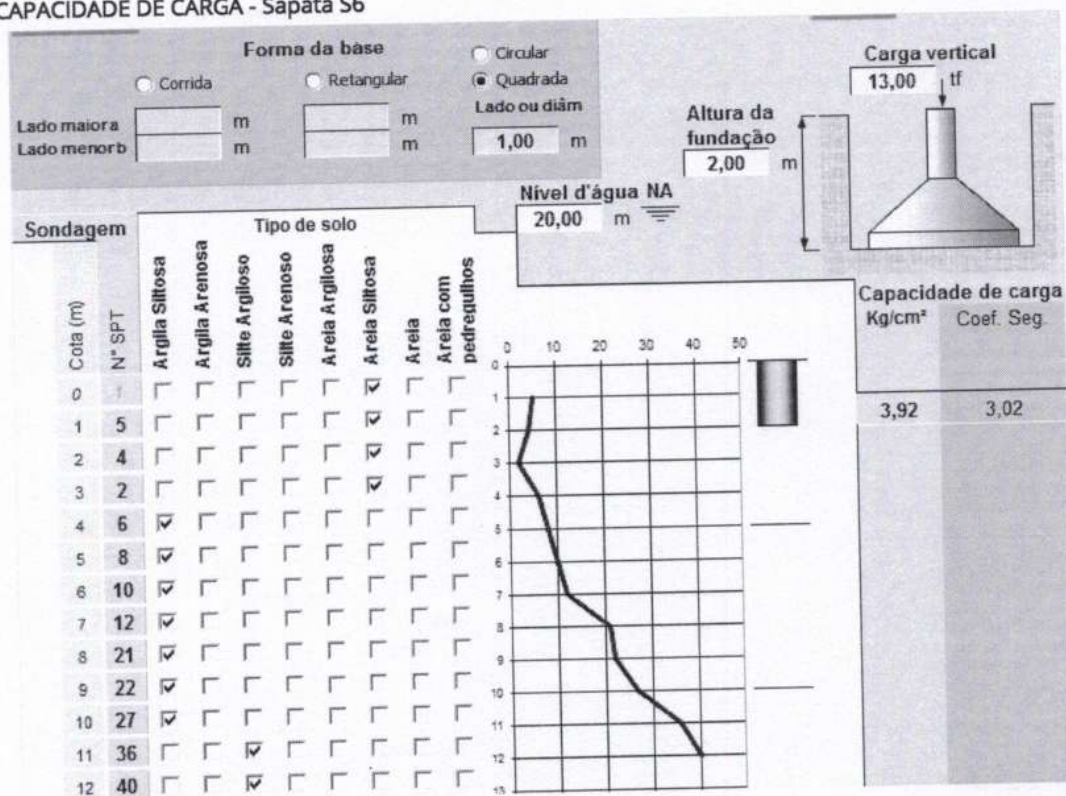 CAPACIDADE DE CARGA - Sapata S6
Forma da base
Corrida
Retangular
Circular
Quadrada
Lado ou diâm
Lado maior a m m
Lado menor b m m
1,00 m
Carga vertical
13,00 tf
Altura da
fundação
2,00 m
Nível d'água NA
20,00 m
Sondagem
Tipo de solo
Cota (m)
N° SPT
Argila Siltosa
Argila Arenosa
Silte Argiloso
Silte Arenoso
Areia Argilosa
Areia Siltosa
Areia
Areia com
pedregulhos
Capacidade de carga
Kg/cm² Coef. Seg.
3,92 3,02
0
1 5
2 4
3 2
4 6
5 8
6 10
7 12
8 21
9 22
10 27
11 36
12 40
0 10 20 30 40 50
0
1
2
3
4
5
6
7
8
9
10
11
12
13